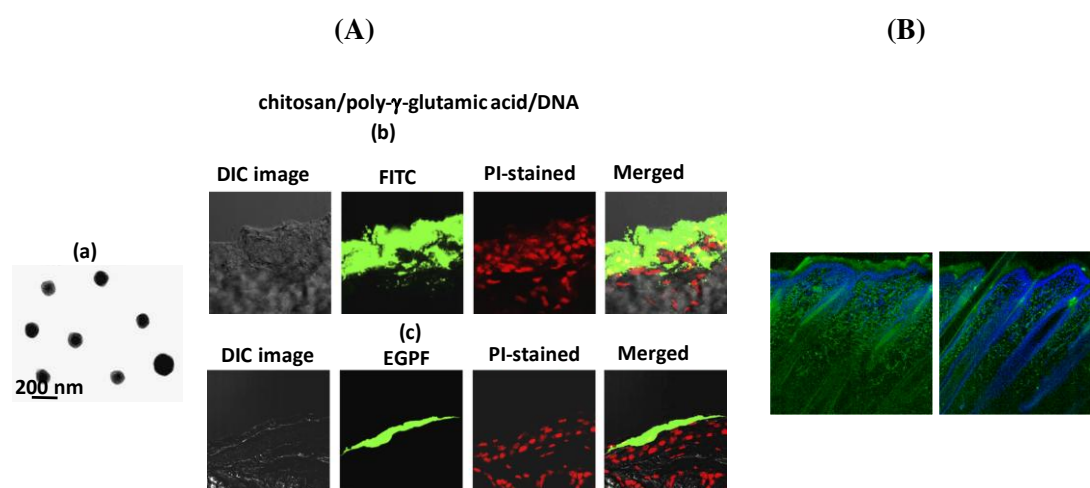 (A)
(B)
chitosan/poly-γ-glutamic acid/DNA
(b)
DIC image FITC PI-stained Merged
(a)
200 nm
(c)
DIC image EGPF PI-stained Merged